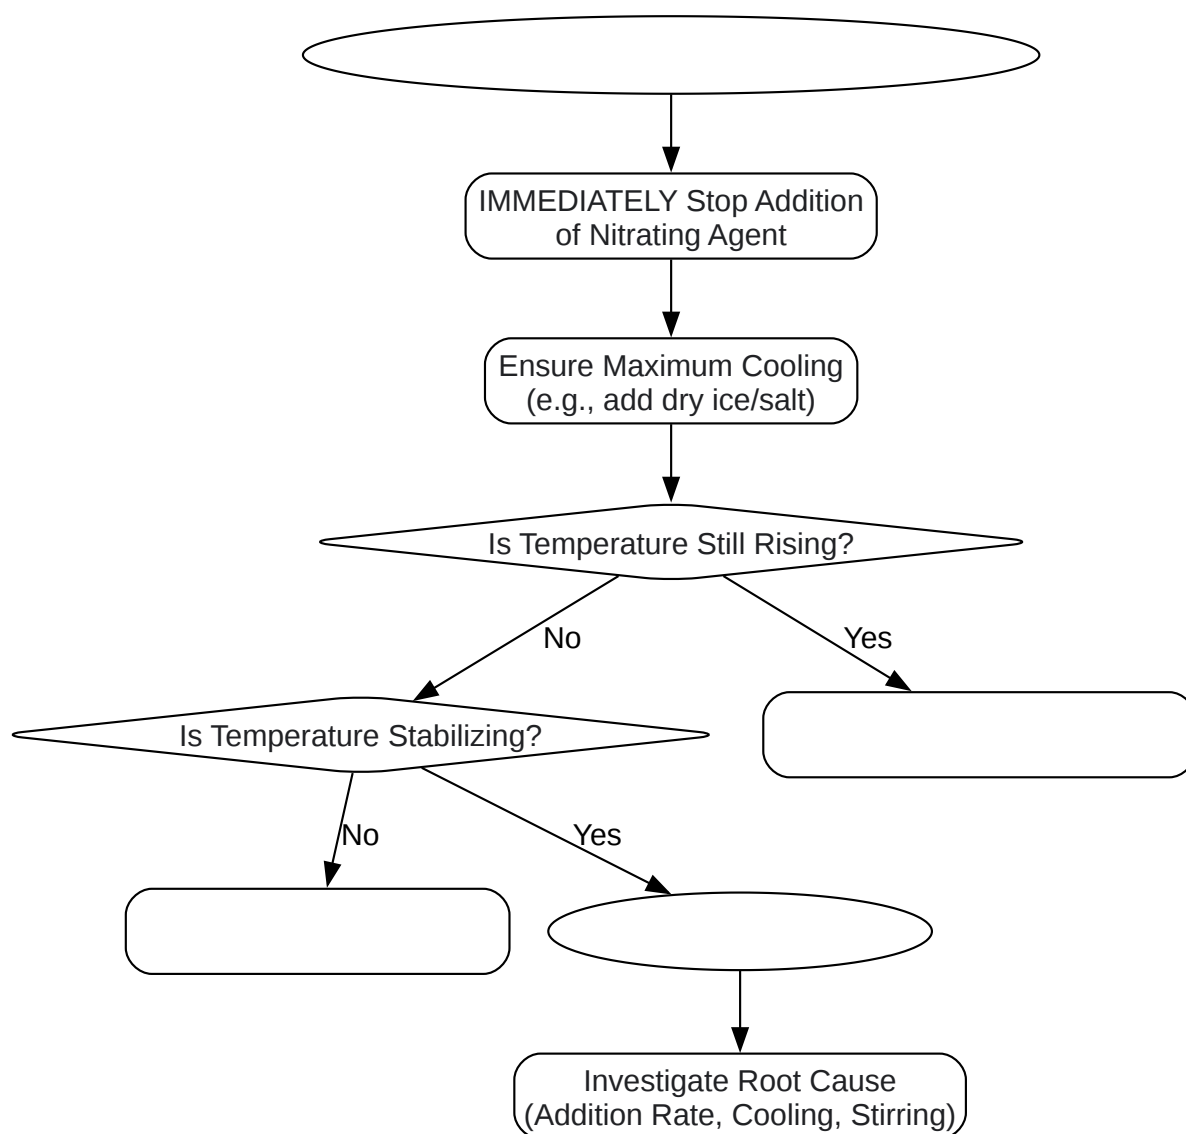 IMMEDIATELY Stop Addition
of Nitrating Agent
Ensure Maximum Cooling
(e.g., add dry ice/salt)
Is Temperature Still Rising?
No
Yes
Is Temperature Stabilizing?
No
Yes
Investigate Root Cause
(Addition Rate, Cooling, Stirring)